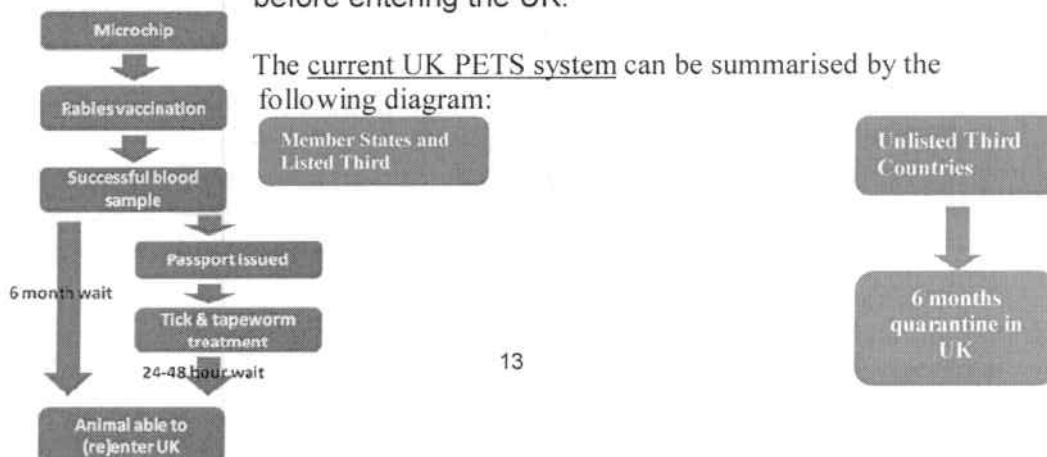 before entering the UK.
Microchip
The current UK PETS system can be summarised by the
following diagram:
Rables vaccination
Member States and
Listed Third
Unlisted Third
Countries
Successful blood
sample
Passport issued
6 month wait
Tick & tapeworm
treatment
6 months
quarantine in
UK
24-48 hour wait
13
Animal able to
(re)enter UK